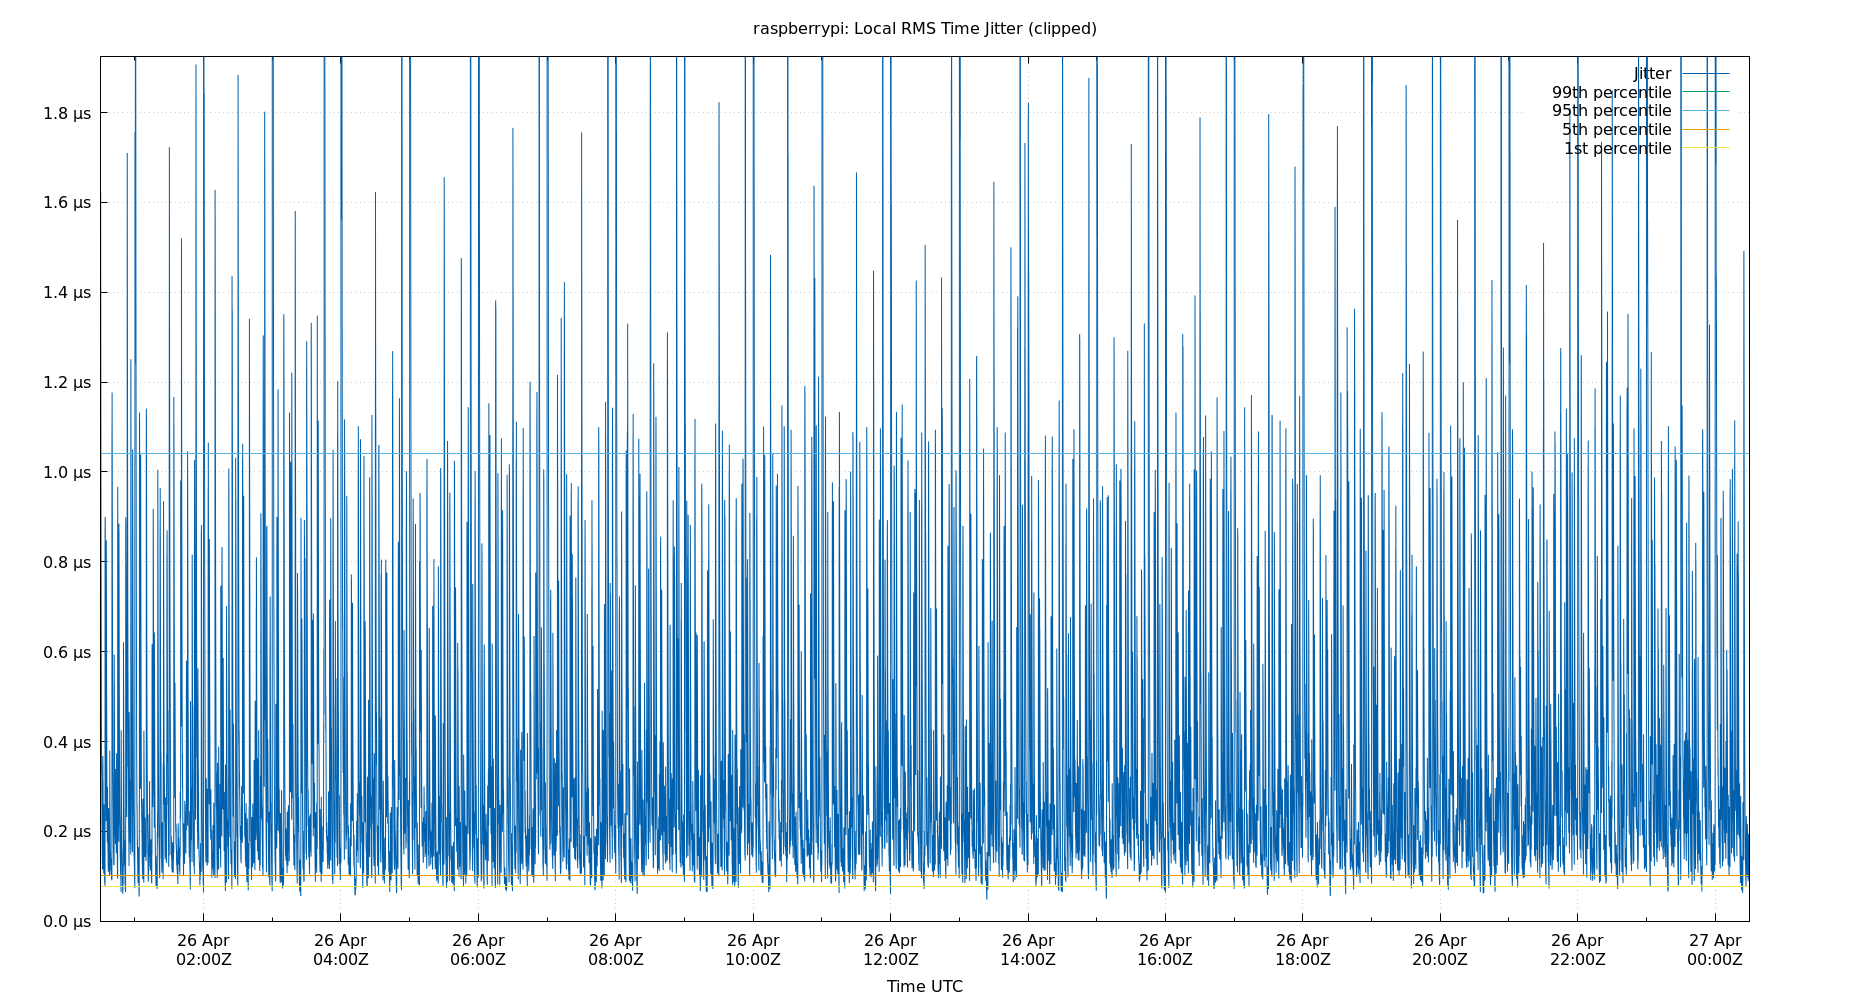 raspberrypi: Local RMS Time Jitter (clipped)
Jitter
99th percentile
95th percentile
5th percentile
1st percentile
1.8 µs
1.6 µs
1.4 µs
1.2 µs
1.0 µs
0.8 µs
0.6 µs
0.4 µs
0.2 µs
0.0 µs
26 Apr 26 Apr 26 Apr 26 Apr 26 Apr 26 Apr 26 Apr 26 Apr 26 Apr 26 Apr 26 Apr 27 Apr
02:00Z 04:00Z 06:00Z 08:00Z 10:00Z 12:00Z 14:00Z 16:00Z 18:00Z 20:00Z 22:00Z 00:00Z
Time UTC